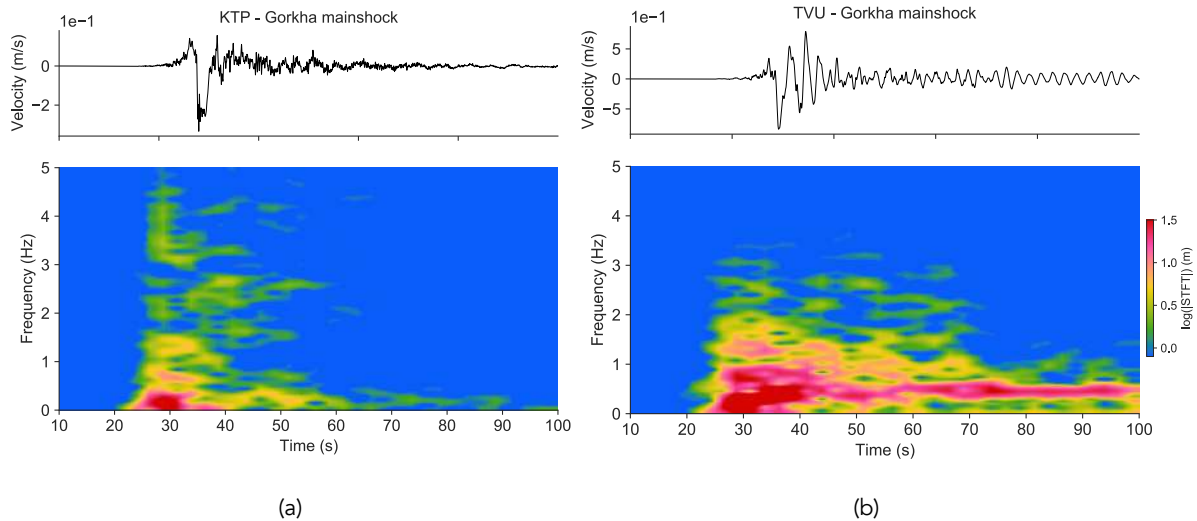 KTP - Gorkha mainshock
1e−1
Velocity (m/s)
0
−2
5
4
3
2
1
0
Frequency (Hz)
10 20 30 40 50 60 70 80 90 100
Time (s)
(a)
TVU - Gorkha mainshock
1e−1
Velocity (m/s)
5
0
−5
5
4
3
2
1
0
Frequency (Hz)
10 20 30 40 50 60 70 80 90 100
Time (s)
1.5
1.0
0.5
0.0
log(|STFT|) (m)
(b)